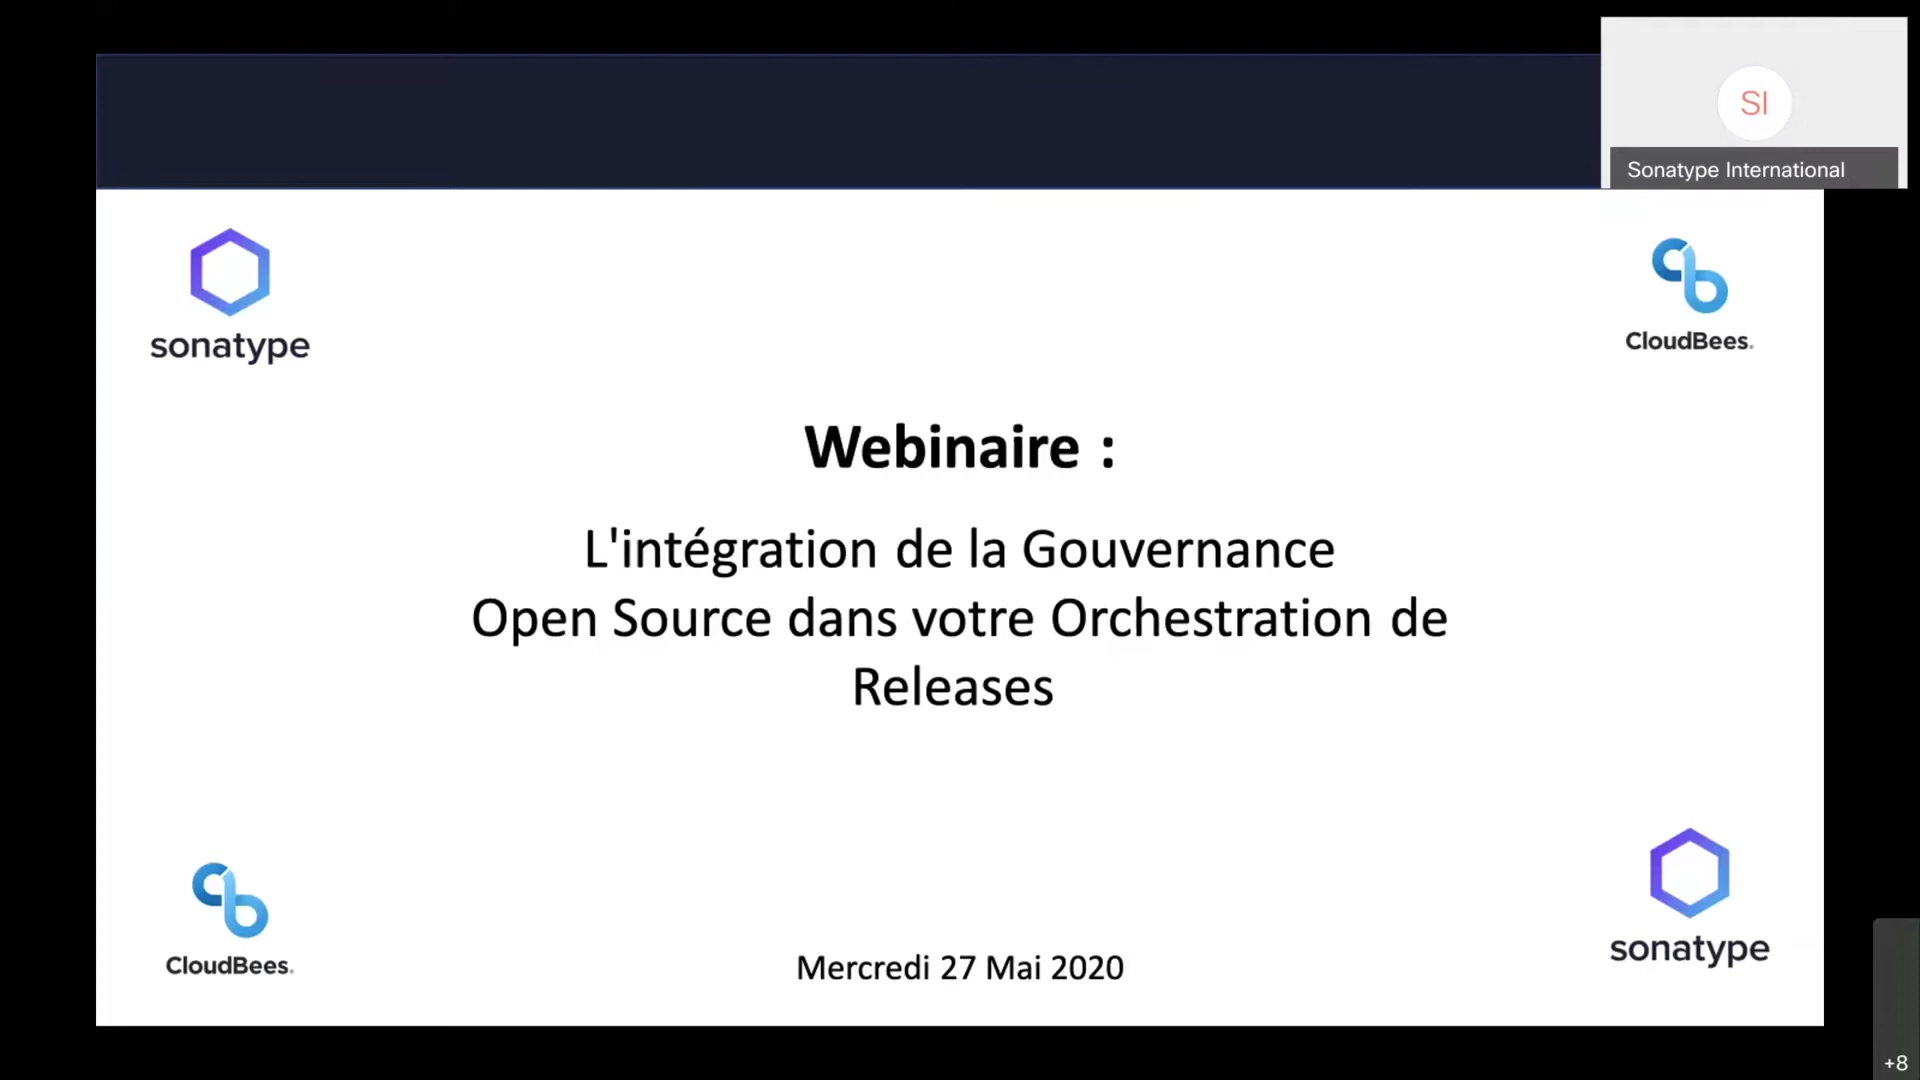 SI
Sonatype International
sonatype
CloudBees.
Webinaire :
L'intégration de la Gouvernance
Open Source dans votre Orchestration de
Releases
CloudBees.
Mercredi 27 Mai 2020
sonatype
+8